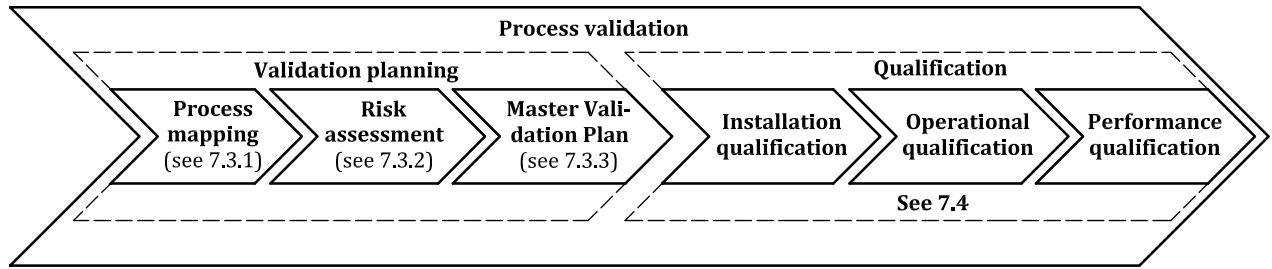 Process validation
Validation planning
Process
mapping
(see 7.3.1)
Risk
assessment
(see 7.3.2)
Master Vali-
dation Plan
(see 7.3.3)
Qualification
Installation
qualification
Operational
qualification
Performance
qualification
See 7.4